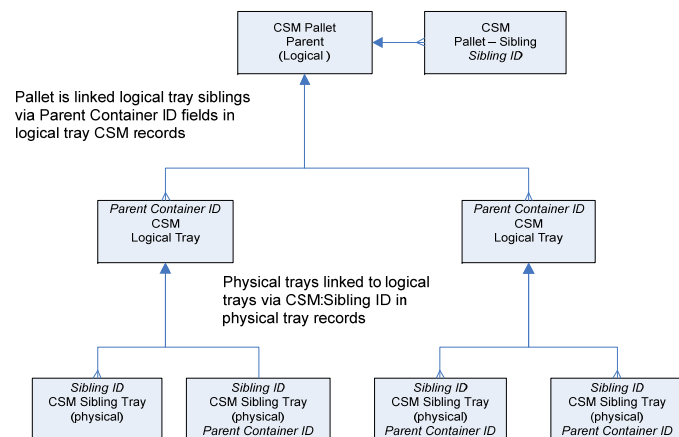 CSM Pallet
Parent
(Logical )
CSM
Pallet – Sibling
Sibling ID
Pallet is linked logical tray siblings
via Parent Container ID fields in
logical tray CSM records
Parent Container ID
CSM
Logical Tray
Parent Container ID
CSM
Logical Tray
Physical trays linked to logical
trays via CSM:Sibling ID in
physical tray records
Sibling ID
CSM Sibling Tray
(physical)
Sibling ID
CSM Sibling Tray
(physical)
Parent Container ID
Sibling ID
CSM Sibling Tray
(physical)
Parent Container ID
Sibling ID
CSM Sibling Tray
(physical)
Parent Container ID